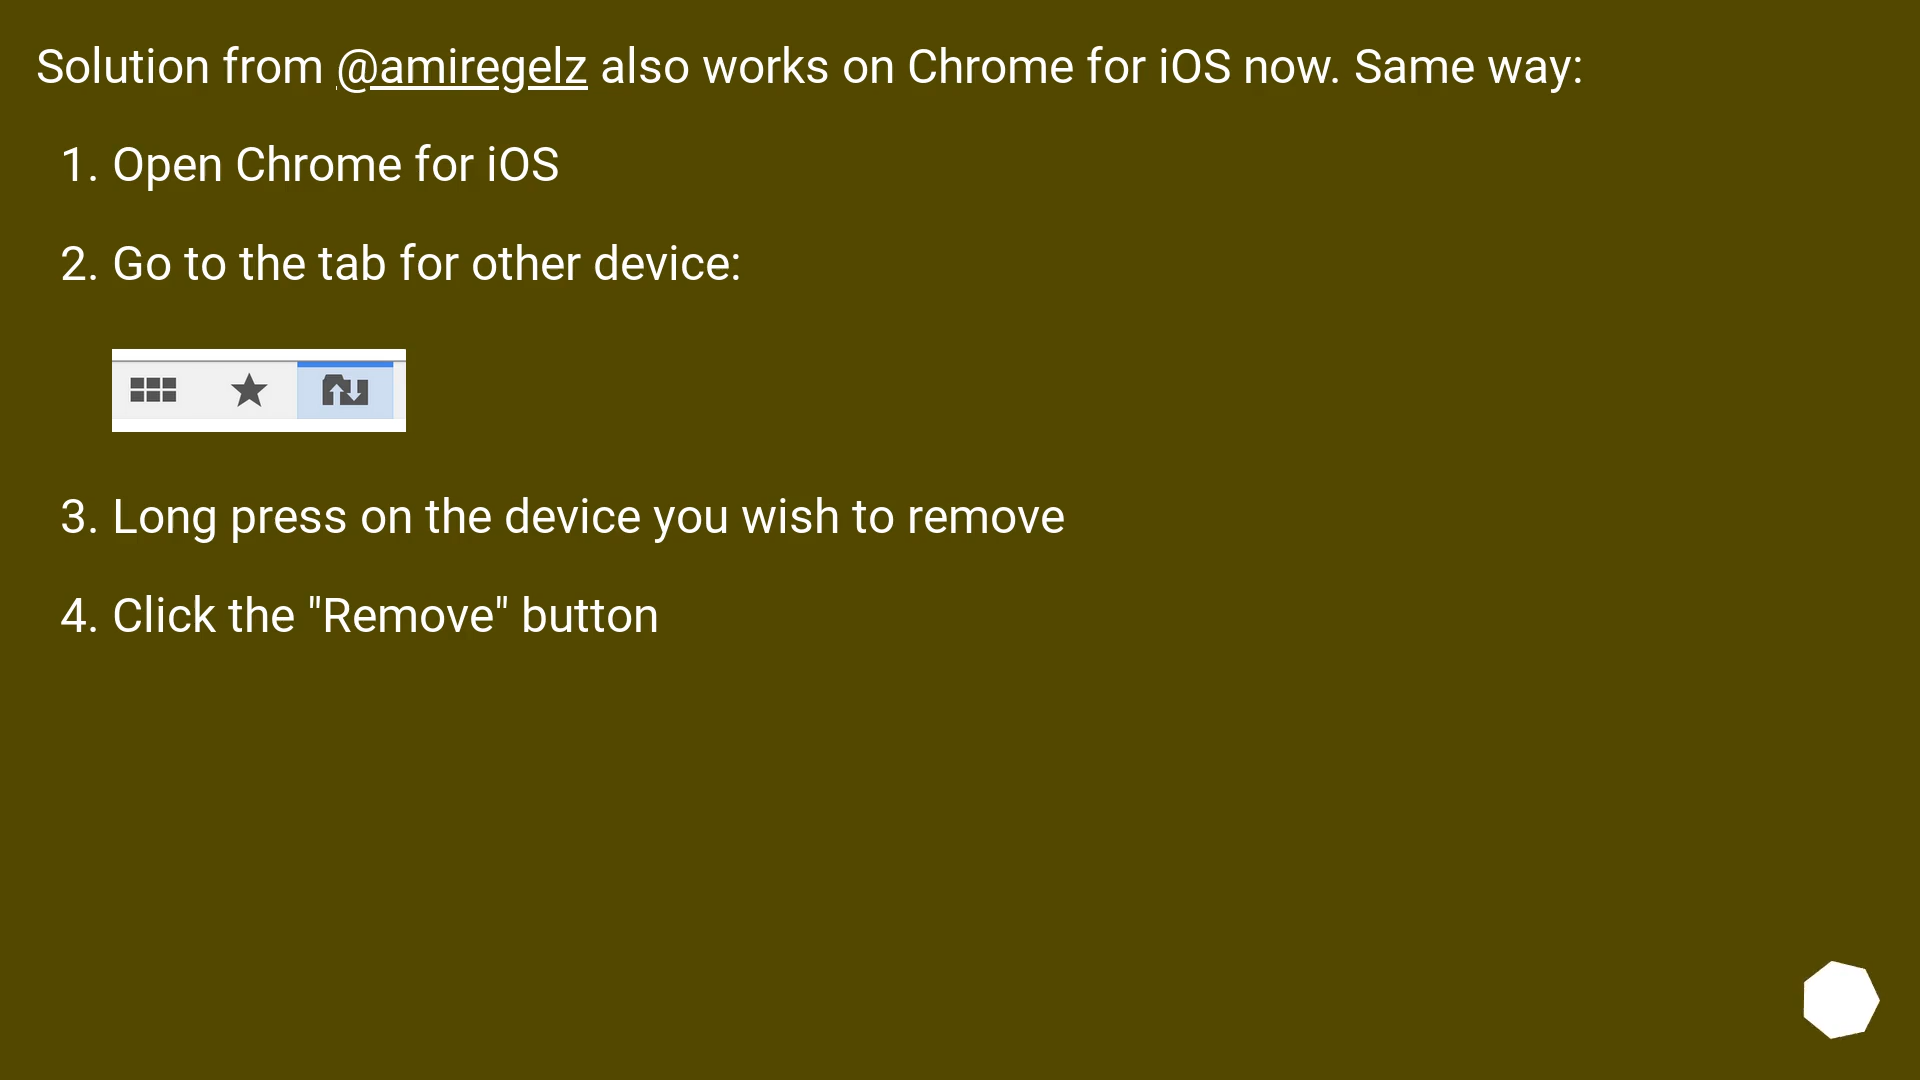 Solution from @amiregelz also works on Chrome for iOS now. Same way:
1. Open Chrome for iOS
2. Go to the tab for other device:
3. Long press on the device you wish to remove
4. Click the "Remove" button